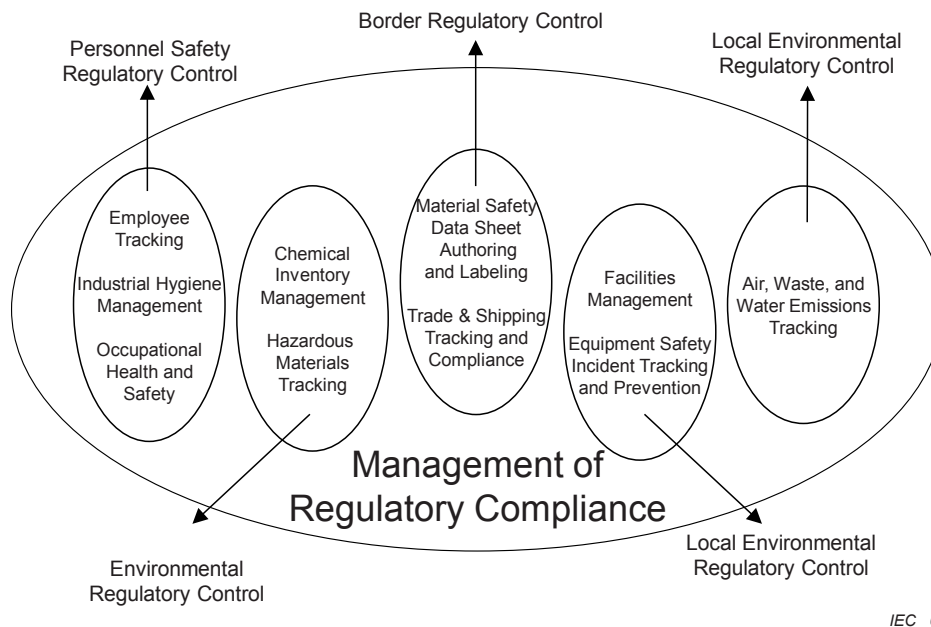 Border Regulatory Control
Personnel Safety
Regulatory Control
Local Environmental
Regulatory Control
Employee
Tracking
Industrial Hygiene
Management
Occupational
Health and
Safety
Chemical
Inventory
Management
Hazardous
Materials
Tracking
Material Safety
Data Sheet
Authoring
and Labeling
Trade & Shipping
Tracking and
Compliance
Facilities
Management
Equipment Safety
Incident Tracking
and Prevention
Air, Waste, and
Water Emissions
Tracking
Management of
Regulatory Compliance
Environmental
Regulatory Control
Local Environmental
Regulatory Control
IEC